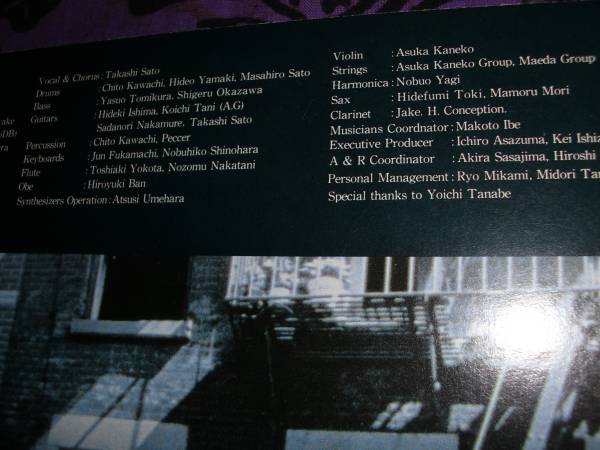 Vocal & Chorus : Takashi Sato
Drums : Chito Kawachi, Hideo Yamaki, Masahiro Sato
Bass : Yasuo Tomikura, Shigeru Okazawa
Guitars : Hideki Ishima, Koichi Tani (A.G)
Sadanori Nakamure, Takashi Sato
Percussion : Chito Kawachi, Peccer
Keyboards : Jun Fukamachi, Nobuhiko Shinohara
Flute : Toshiaki Yokota, Nozomu Nakatani
Obe : Hiroyuki Ban
Synthesizers Operation : Atsusi Umehara
Violin : Asuka Kaneko
Strings : Asuka Kaneko Group, Maeda Group
Harmonica : Nobuo Yagi
Sax : Hidefumi Toki, Mamoru Mori
Clarinet : Jake. H. Conception.
Musicians Coordnator : Makoto Ibe
Executive Producer : Ichiro Asazuma, Kei Ishiz
A & R Coordinator : Akira Sasajima, Hiroshi
Personal Management : Ryo Mikami, Midori Tan
Special thanks to Yoichi Tanabe